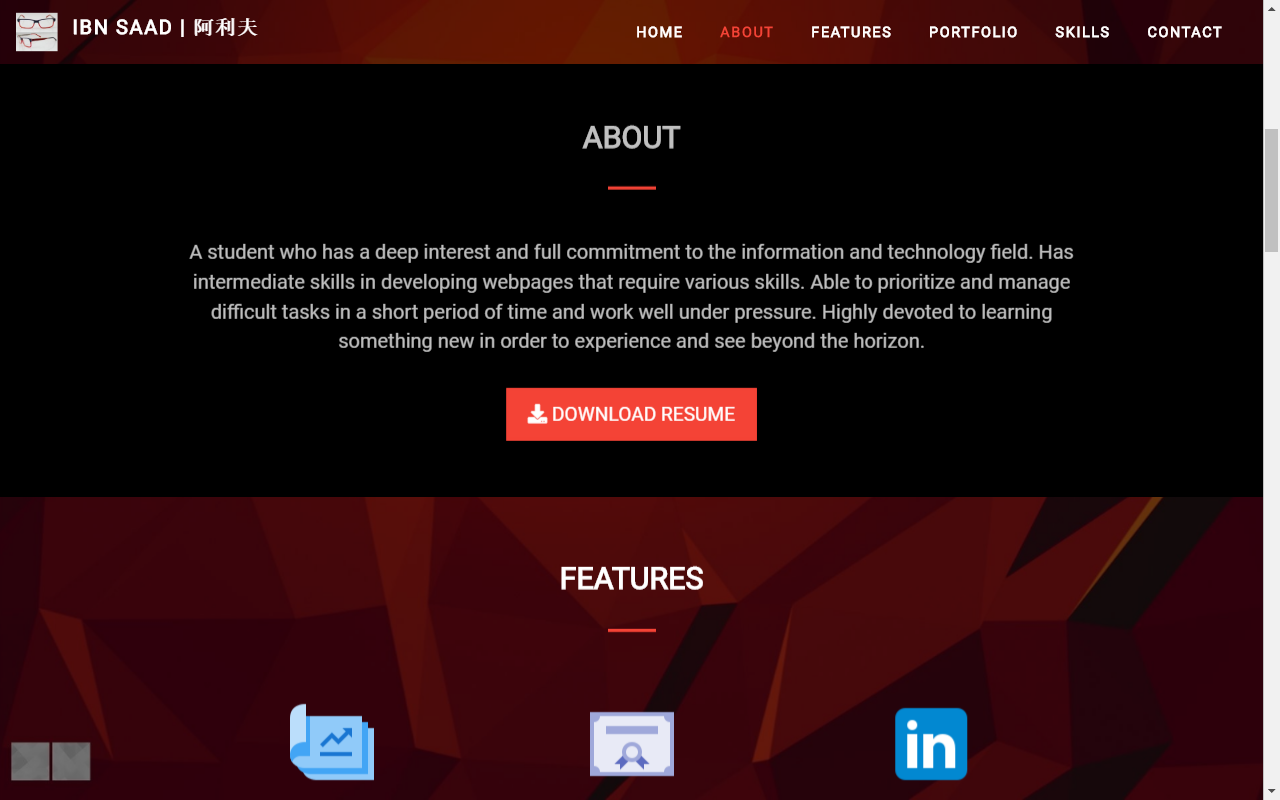 IBN SAAD | 阿利夫
HOME ABOUT FEATURES PORTFOLIO SKILLS CONTACT
ABOUT
A student who has a deep interest and full commitment to the information and technology field. Has
intermediate skills in developing webpages that require various skills. Able to prioritize and manage
difficult tasks in a short period of time and work well under pressure. Highly devoted to learning
something new in order to experience and see beyond the horizon.
DOWNLOAD RESUME
FEATURES
in